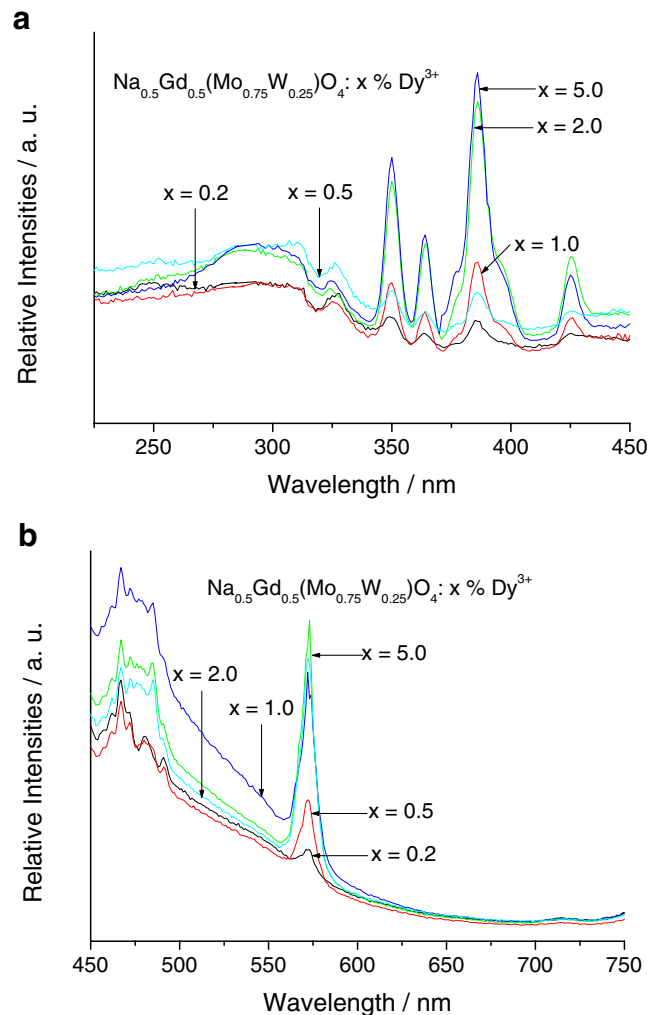 a
Na0.5Gd0.5(Mo0.75W0.25)O4: x % Dy3+
x = 5.0
x = 2.0
x = 0.2
x = 0.5
x = 1.0
Relative Intensities / a. u.
250 300 350 400 450
Wavelength / nm
b
Na0.5Gd0.5(Mo0.75W0.25)O4: x % Dy3+
x = 5.0
x = 2.0
x = 1.0
x = 0.5
x = 0.2
Relative Intensities / a. u.
450 500 550 600 650 700 750
Wavelength / nm